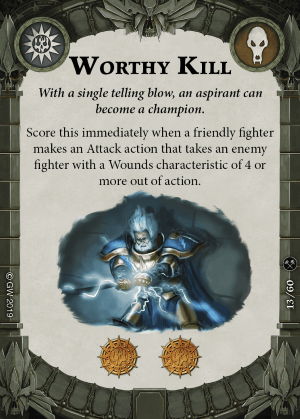 WORTHY KILL
With a single telling blow, an aspirant can
become a champion.
Score this immediately when a friendly fighter
makes an Attack action that takes an enemy
fighter with a Wounds characteristic of 4 or
more out of action.
© GW 2019
13/60